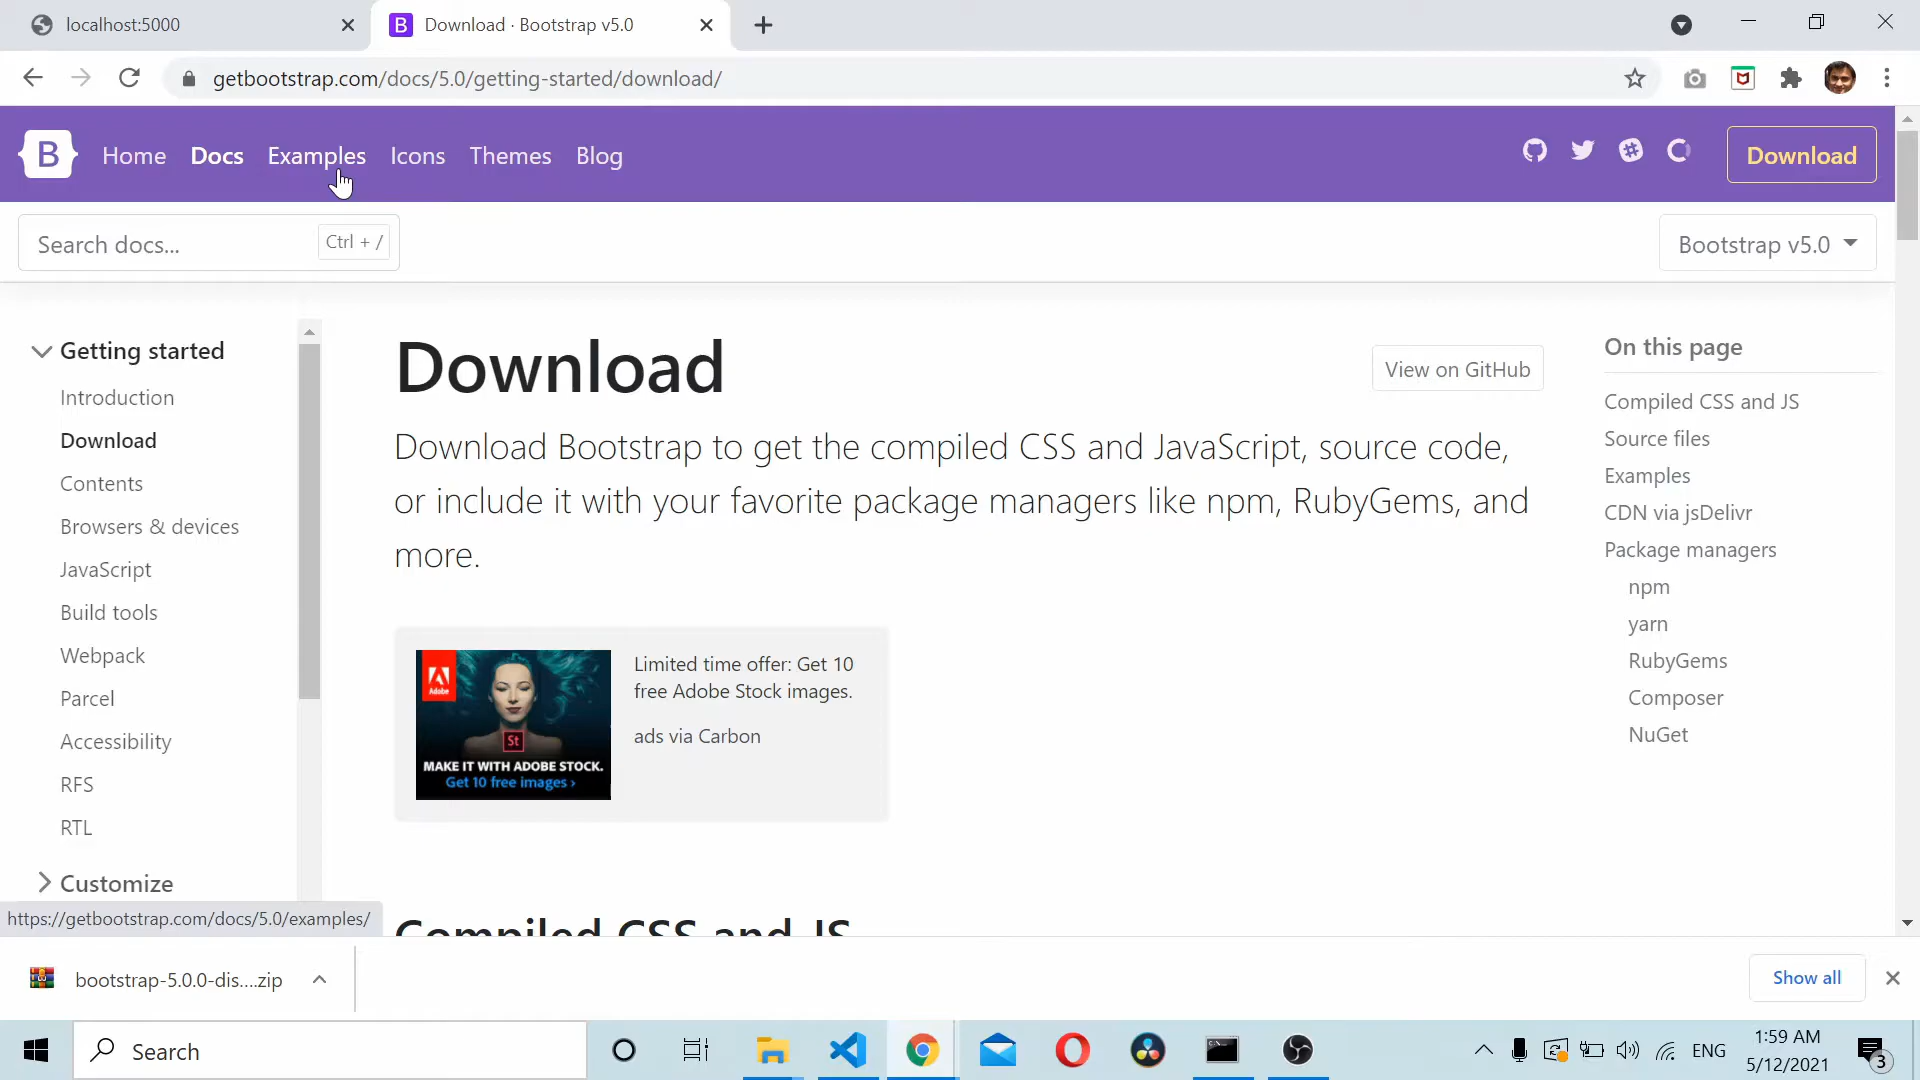 localhost:5000
B
Download · Bootstrap v5.0
getbootstrap.com/docs/5.0/getting-started/download/
B
Home
Docs
Examples
Icons
Themes
Blog
Download
Search docs...
Ctrl + /
Bootstrap v5.0
Getting started
Introduction
Download
Contents
Browsers & devices
JavaScript
Build tools
Webpack
Parcel
Accessibility
RFS
RTL
Customize
https://getbootstrap.com/docs/5.0/examples/
Download
View on GitHub
Download Bootstrap to get the compiled CSS and JavaScript, source code,
or include it with your favorite package managers like npm, RubyGems, and
more.
Adobe
St
MAKE IT WITH ADOBE STOCK.
Get 10 free images ›
Limited time offer: Get 10
free Adobe Stock images.
ads via Carbon
Compiled CSS and JS
On this page
Compiled CSS and JS
Source files
Examples
CDN via jsDelivr
Package managers
npm
yarn
RubyGems
Composer
NuGet
bootstrap-5.0.0-dis....zip
Show all
Search
ENG
1:59 AM
5/12/2021
3